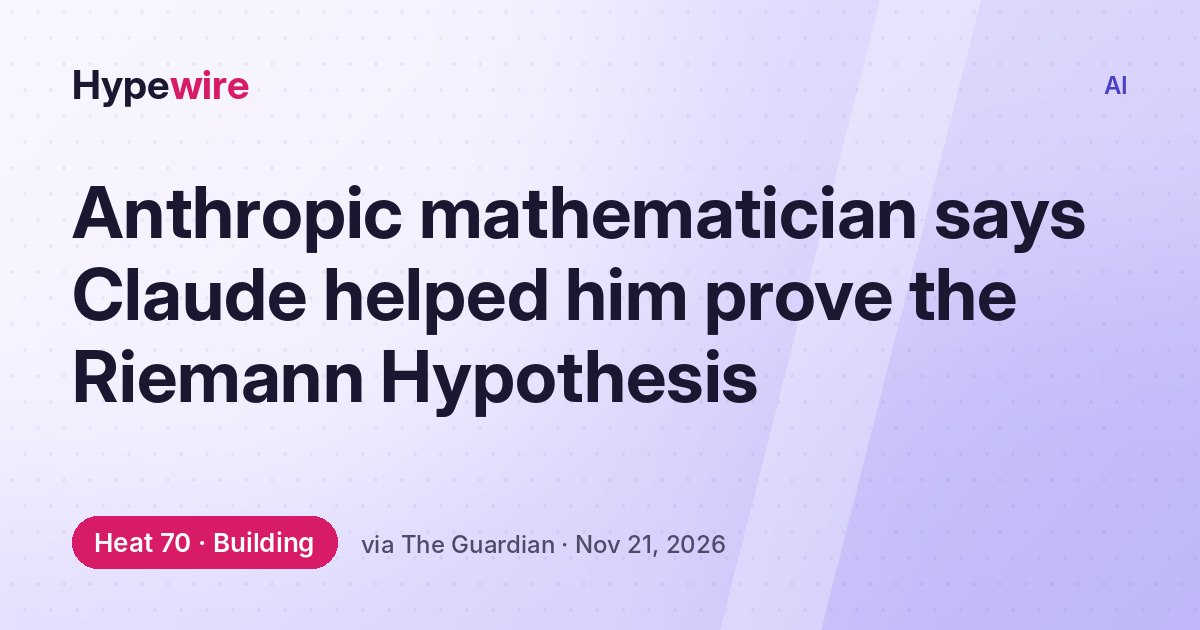 Hypewire
AI
Anthropic mathematician says
Claude helped him prove the
Riemann Hypothesis
Heat 70 · Building
via The Guardian · Nov 21, 2026